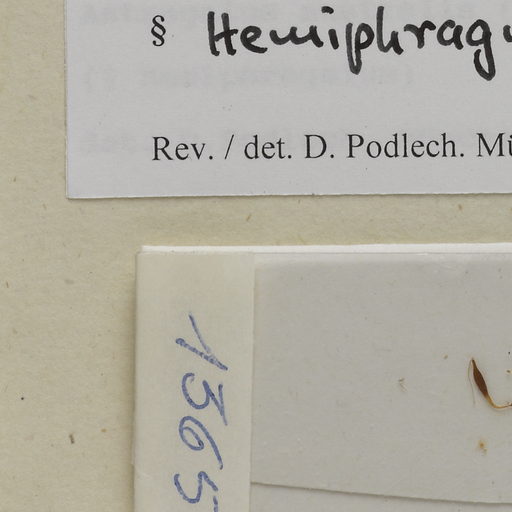 § Hemiphrag
Rev. / det. D. Podlech. Mü
1365